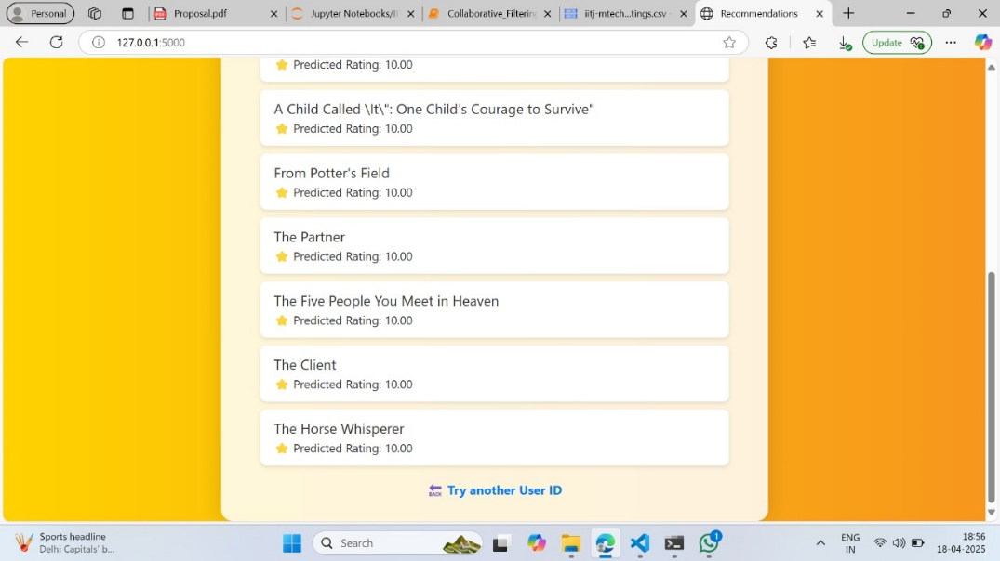 Personal
Proposal.pdf
Jupyter Notebooks/II
Collaborative_Filtering
iitj-mtech...tings.csv -
Recommendations
127.0.0.1:5000
Update
Predicted Rating: 10.00
A Child Called \It\": One Child's Courage to Survive"
Predicted Rating: 10.00
From Potter's Field
Predicted Rating: 10.00
The Partner
Predicted Rating: 10.00
The Five People You Meet in Heaven
Predicted Rating: 10.00
The Client
Predicted Rating: 10.00
The Horse Whisperer
Predicted Rating: 10.00
BACK Try another User ID
Sports headline
Delhi Capitals' b...
Search
1
ENG
IN
18:56
18-04-2025